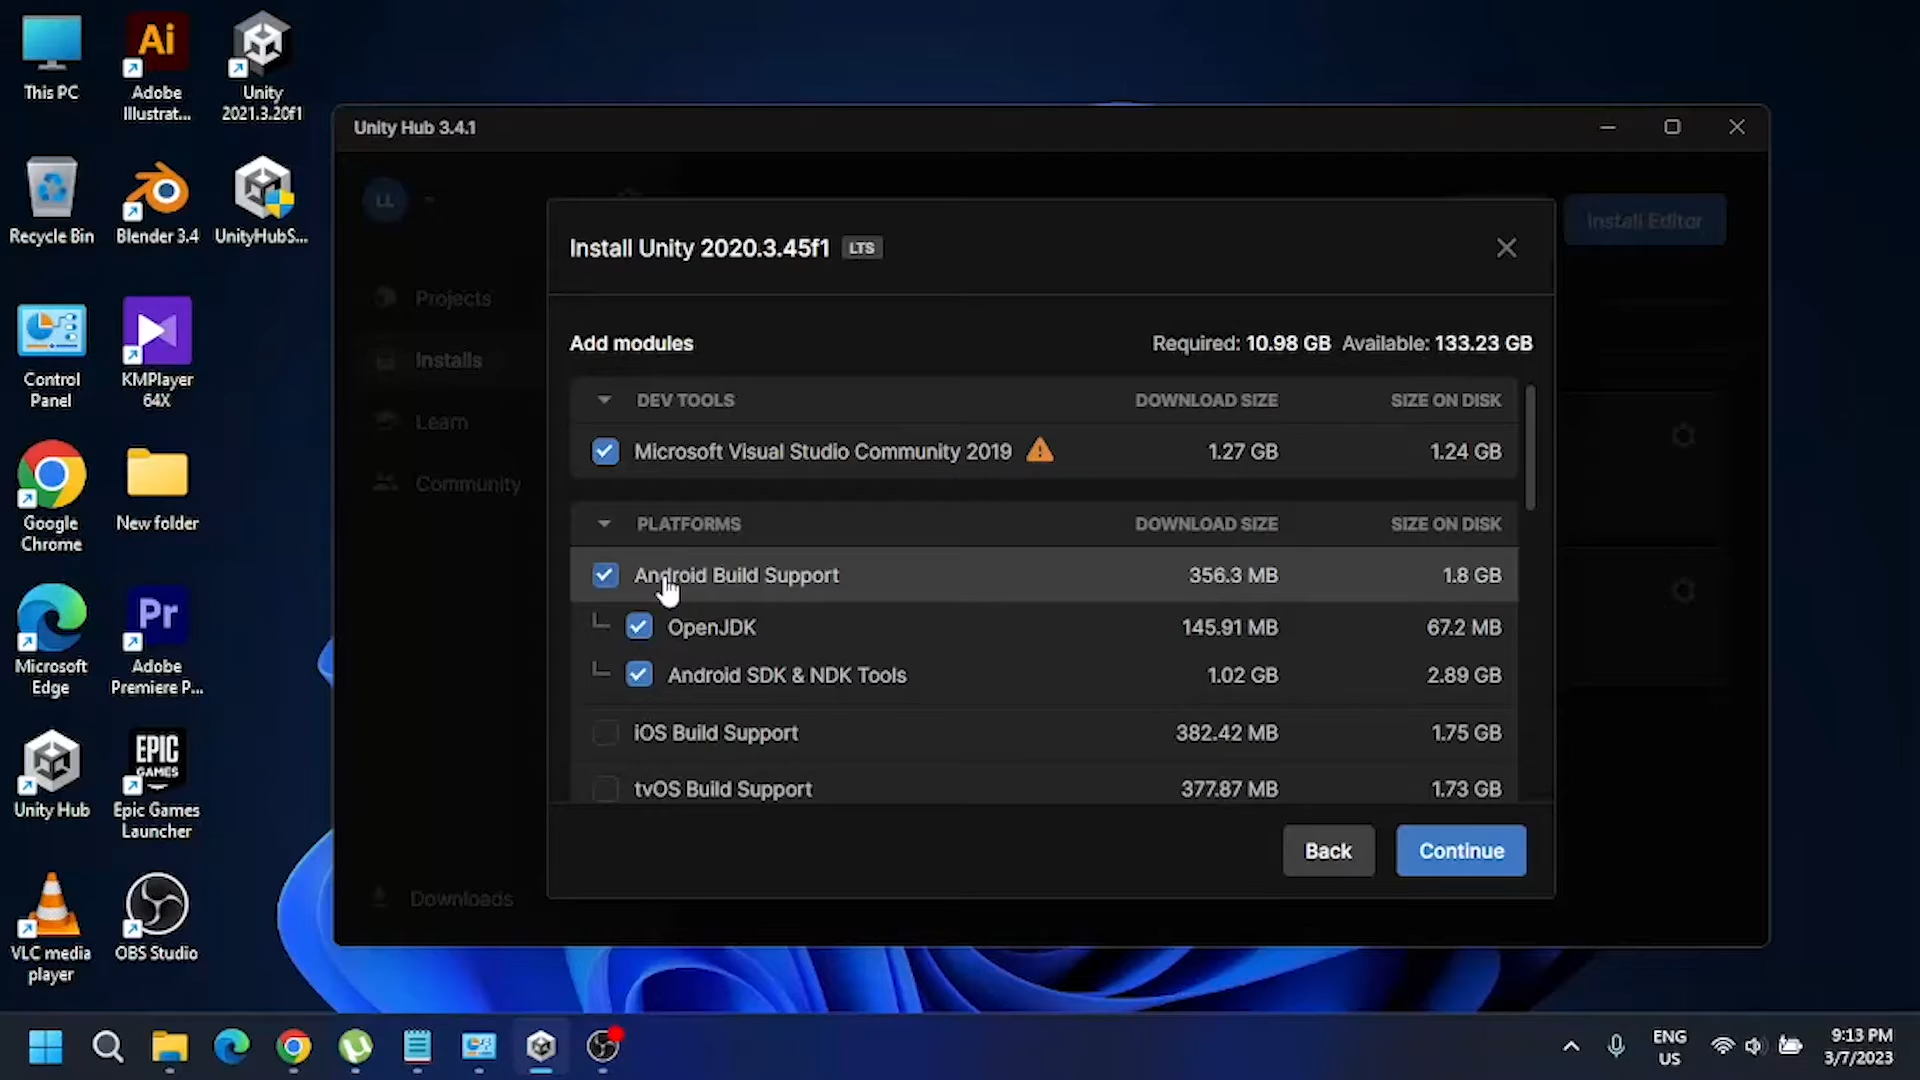 This PC
Adobe
Illustrat...
Unity
2021.3.20f1
Recycle Bin
Blender 3.4
UnityHubS...
Control
Panel
KMPlayer
64X
Google
Chrome
New folder
Microsoft
Edge
Adobe
Premiere P...
Unity Hub
Epic Games
Launcher
VLC media
player
OBS Studio
Ai
Pr
EPIC
GAMES
Unity Hub 3.4.1
LL
Install Editor
Projects
Installs
Learn
Community
Downloads
Install Unity 2020.3.45f1 LTS
Add modules Required: 10.98 GB Available: 133.23 GB
DEV TOOLS DOWNLOAD SIZE SIZE ON DISK
Microsoft Visual Studio Community 2019 1.27 GB 1.24 GB
PLATFORMS DOWNLOAD SIZE SIZE ON DISK
Android Build Support 356.3 MB 1.8 GB
OpenJDK 145.91 MB 67.2 MB
Android SDK & NDK Tools 1.02 GB 2.89 GB
iOS Build Support 382.42 MB 1.75 GB
tvOS Build Support 377.87 MB 1.73 GB
Back Continue
ENG
US
9:13 PM
3/7/2023